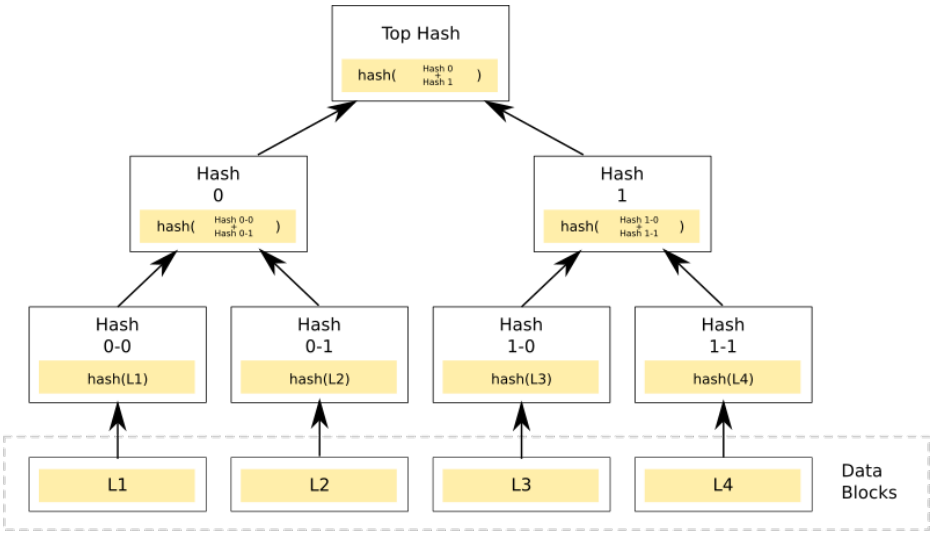 Top Hash
hash( Hash 0 + Hash 1 )
Hash
0
hash( Hash 0-0 + Hash 0-1 )
Hash
1
hash( Hash 1-0 + Hash 1-1 )
Hash
0-0
hash(L1)
Hash
0-1
hash(L2)
Hash
1-0
hash(L3)
Hash
1-1
hash(L4)
L1
L2
L3
L4
Data
Blocks